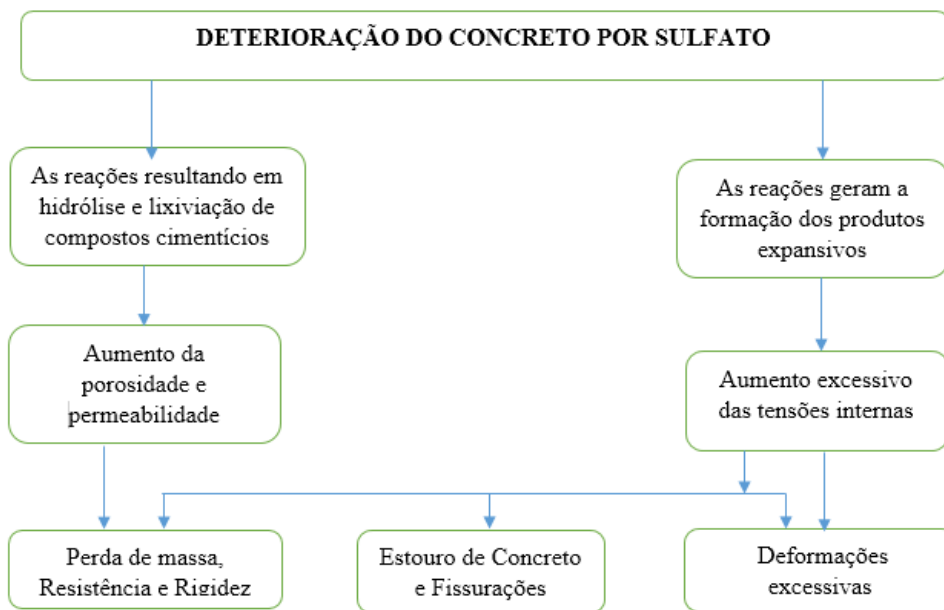 DETERIORAÇÃO DO CONCRETO POR SULFATO
As reações resultando em
hidrólise e lixiviação de
compostos cimentícios
As reações geram a
formação dos produtos
expansivos
Aumento da
porosidade e
permeabilidade
Aumento excessivo
das tensões internas
Perda de massa,
Resistência e Rigidez
Estouro de Concreto
e Fissurações
Deformações
excessivas